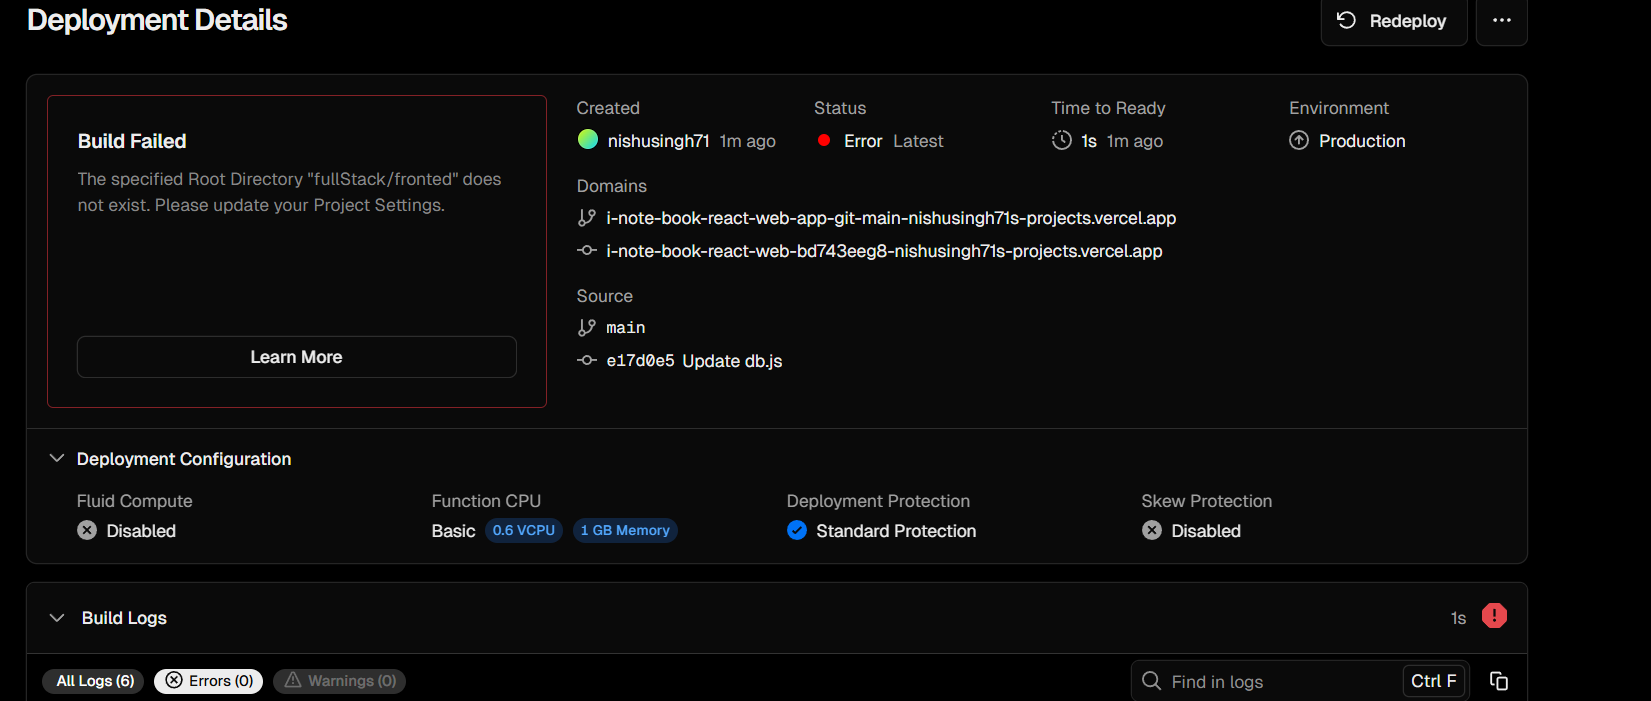 Deployment Details
Redeploy
Build Failed
The specified Root Directory "fullStack/fronted" does
not exist. Please update your Project Settings.
Learn More
Created
nishusingh71 1m ago
Status
Error Latest
Time to Ready
1s 1m ago
Environment
Production
Domains
i-note-book-react-web-app-git-main-nishusingh71s-projects.vercel.app
i-note-book-react-web-bd743eeg8-nishusingh71s-projects.vercel.app
Source
main
e17d0e5 Update db.js
Deployment Configuration
Fluid Compute
Disabled
Function CPU
Basic 0.6 VCPU 1 GB Memory
Deployment Protection
Standard Protection
Skew Protection
Disabled
Build Logs
1s
All Logs (6) Errors (0) Warnings (0)
Find in logs Ctrl F